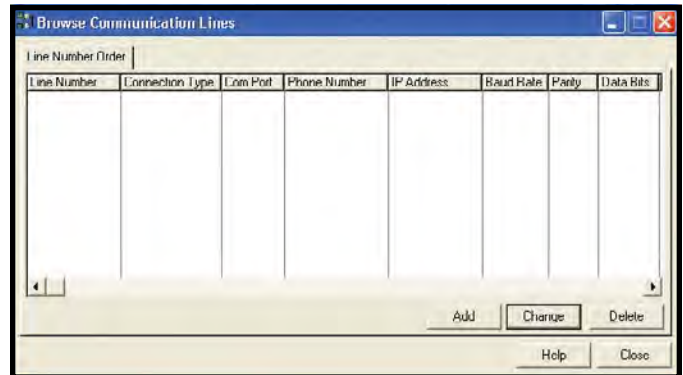 Browse Communication Lines
Line Number Order
Line Number Connection Type Com Port Phone Number IP Address Baud Rate Parity Data Bits
Add Change Delete
Help Close